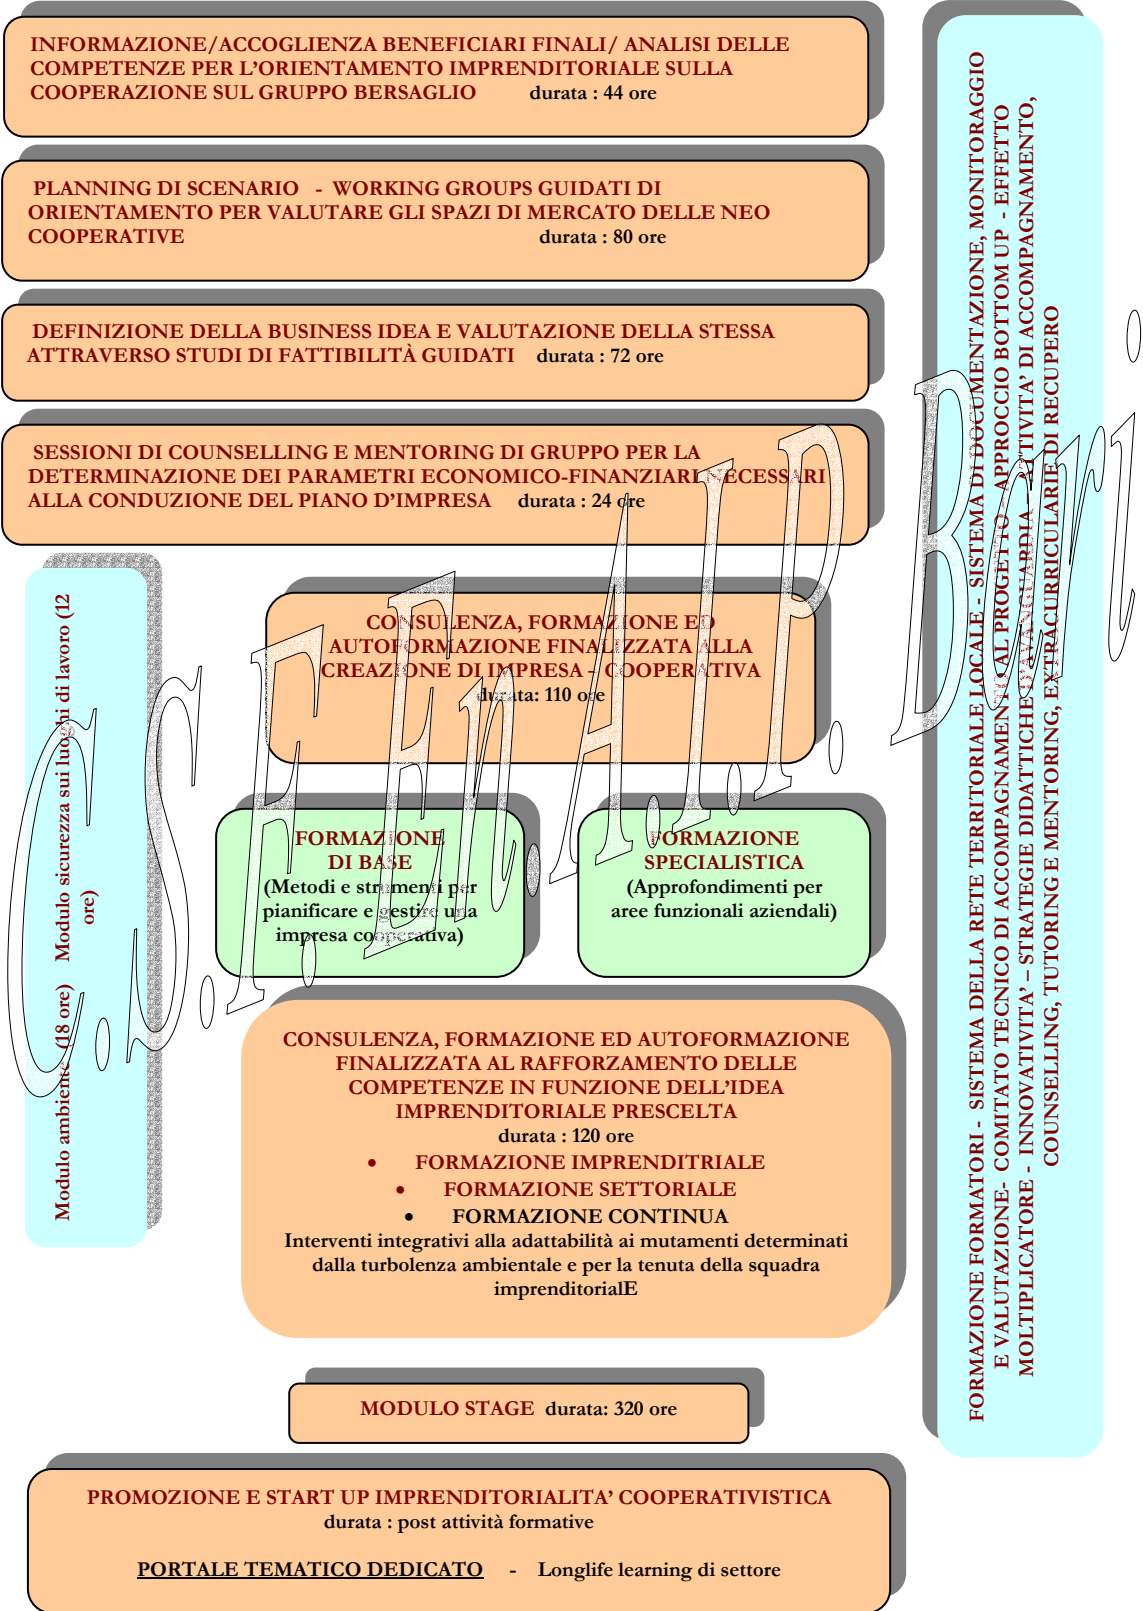 INFORMAZIONE/ACCOGLIENZA BENEFICIARI FINALI/ ANALISI DELLE
COMPETENZE PER L’ORIENTAMENTO IMPRENDITORIALE SULLA
COOPERAZIONE SUL GRUPPO BERSAGLIO durata : 44 ore
PLANNING DI SCENARIO - WORKING GROUPS GUIDATI DI
ORIENTAMENTO PER VALUTARE GLI SPAZI DI MERCATO DELLE NEO
COOPERATIVE durata : 80 ore
DEFINIZIONE DELLA BUSINESS IDEA E VALUTAZIONE DELLA STESSA
ATTRAVERSO STUDI DI FATTIBILITÀ GUIDATI durata : 72 ore
SESSIONI DI COUNSELLING E MENTORING DI GRUPPO PER LA
DETERMINAZIONE DEI PARAMETRI ECONOMICO-FINANZIARI NECESSARI
ALLA CONDUZIONE DEL PIANO D’IMPRESA durata : 24 ore
Modulo ambiente (18 ore) Modulo sicurezza sui luoghi di lavoro (12
ore)
CONSULENZA, FORMAZIONE ED
AUTOFORMAZIONE FINALIZZATA ALLA
CREAZIONE DI IMPRESA – COOPERATIVA
durata: 110 ore
FORMAZIONE
DI BASE
(Metodi e strumenti per
pianificare e gestire una
impresa cooperativa)
FORMAZIONE
SPECIALISTICA
(Approfondimenti per
aree funzionali aziendali)
CONSULENZA, FORMAZIONE ED AUTOFORMAZIONE
FINALIZZATA AL RAFFORZAMENTO DELLE
COMPETENZE IN FUNZIONE DELL’IDEA
IMPRENDITORIALE PRESCELTA
durata : 120 ore
• FORMAZIONE IMPRENDITRIALE
• FORMAZIONE SETTORIALE
• FORMAZIONE CONTINUA
Interventi integrativi alla adattabilità ai mutamenti determinati
dalla turbolenza ambientale e per la tenuta della squadra
imprenditorialE
MODULO STAGE durata: 320 ore
PROMOZIONE E START UP IMPRENDITORIALITA’ COOPERATIVISTICA
durata : post attività formative
PORTALE TEMATICO DEDICATO - Longlife learning di settore
FORMAZIONE FORMATORI - SISTEMA DELLA RETE TERRITORIALE LOCALE - SISTEMA DI DOCUMENTAZIONE, MONITORAGGIO
E VALUTAZIONE- COMITATO TECNICO DI ACCOMPAGNAMENTO AL PROGETTO - APPROCCIO BOTTOM UP - EFFETTO
MOLTIPLICATORE - INNOVATIVITA’ – STRATEGIE DIDATTICHE D’AVANGUARDIA – ATTIVITA’ DI ACCOMPAGNAMENTO,
COUNSELLING, TUTORING E MENTORING, EXTRACURRICULARIE DI RECUPERO
C.S.F. En.A.I.P. Bari